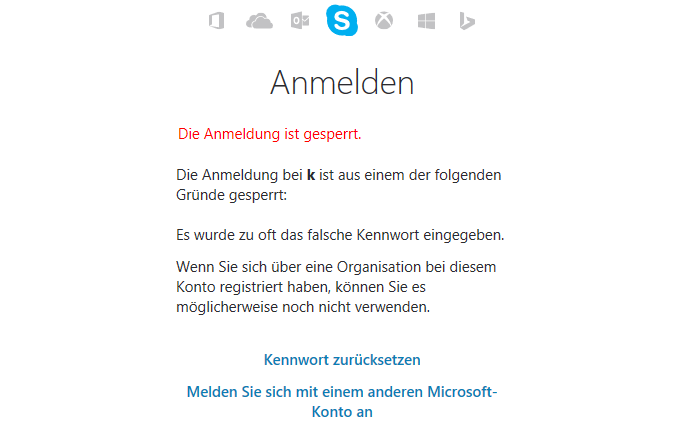 Anmelden
Die Anmeldung ist gesperrt.
Die Anmeldung bei k ist aus einem der folgenden
Gründe gesperrt:
Es wurde zu oft das falsche Kennwort eingegeben.
Wenn Sie sich über eine Organisation bei diesem
Konto registriert haben, können Sie es
möglicherweise noch nicht verwenden.
Kennwort zurücksetzen
Melden Sie sich mit einem anderen Microsoft-
Konto an